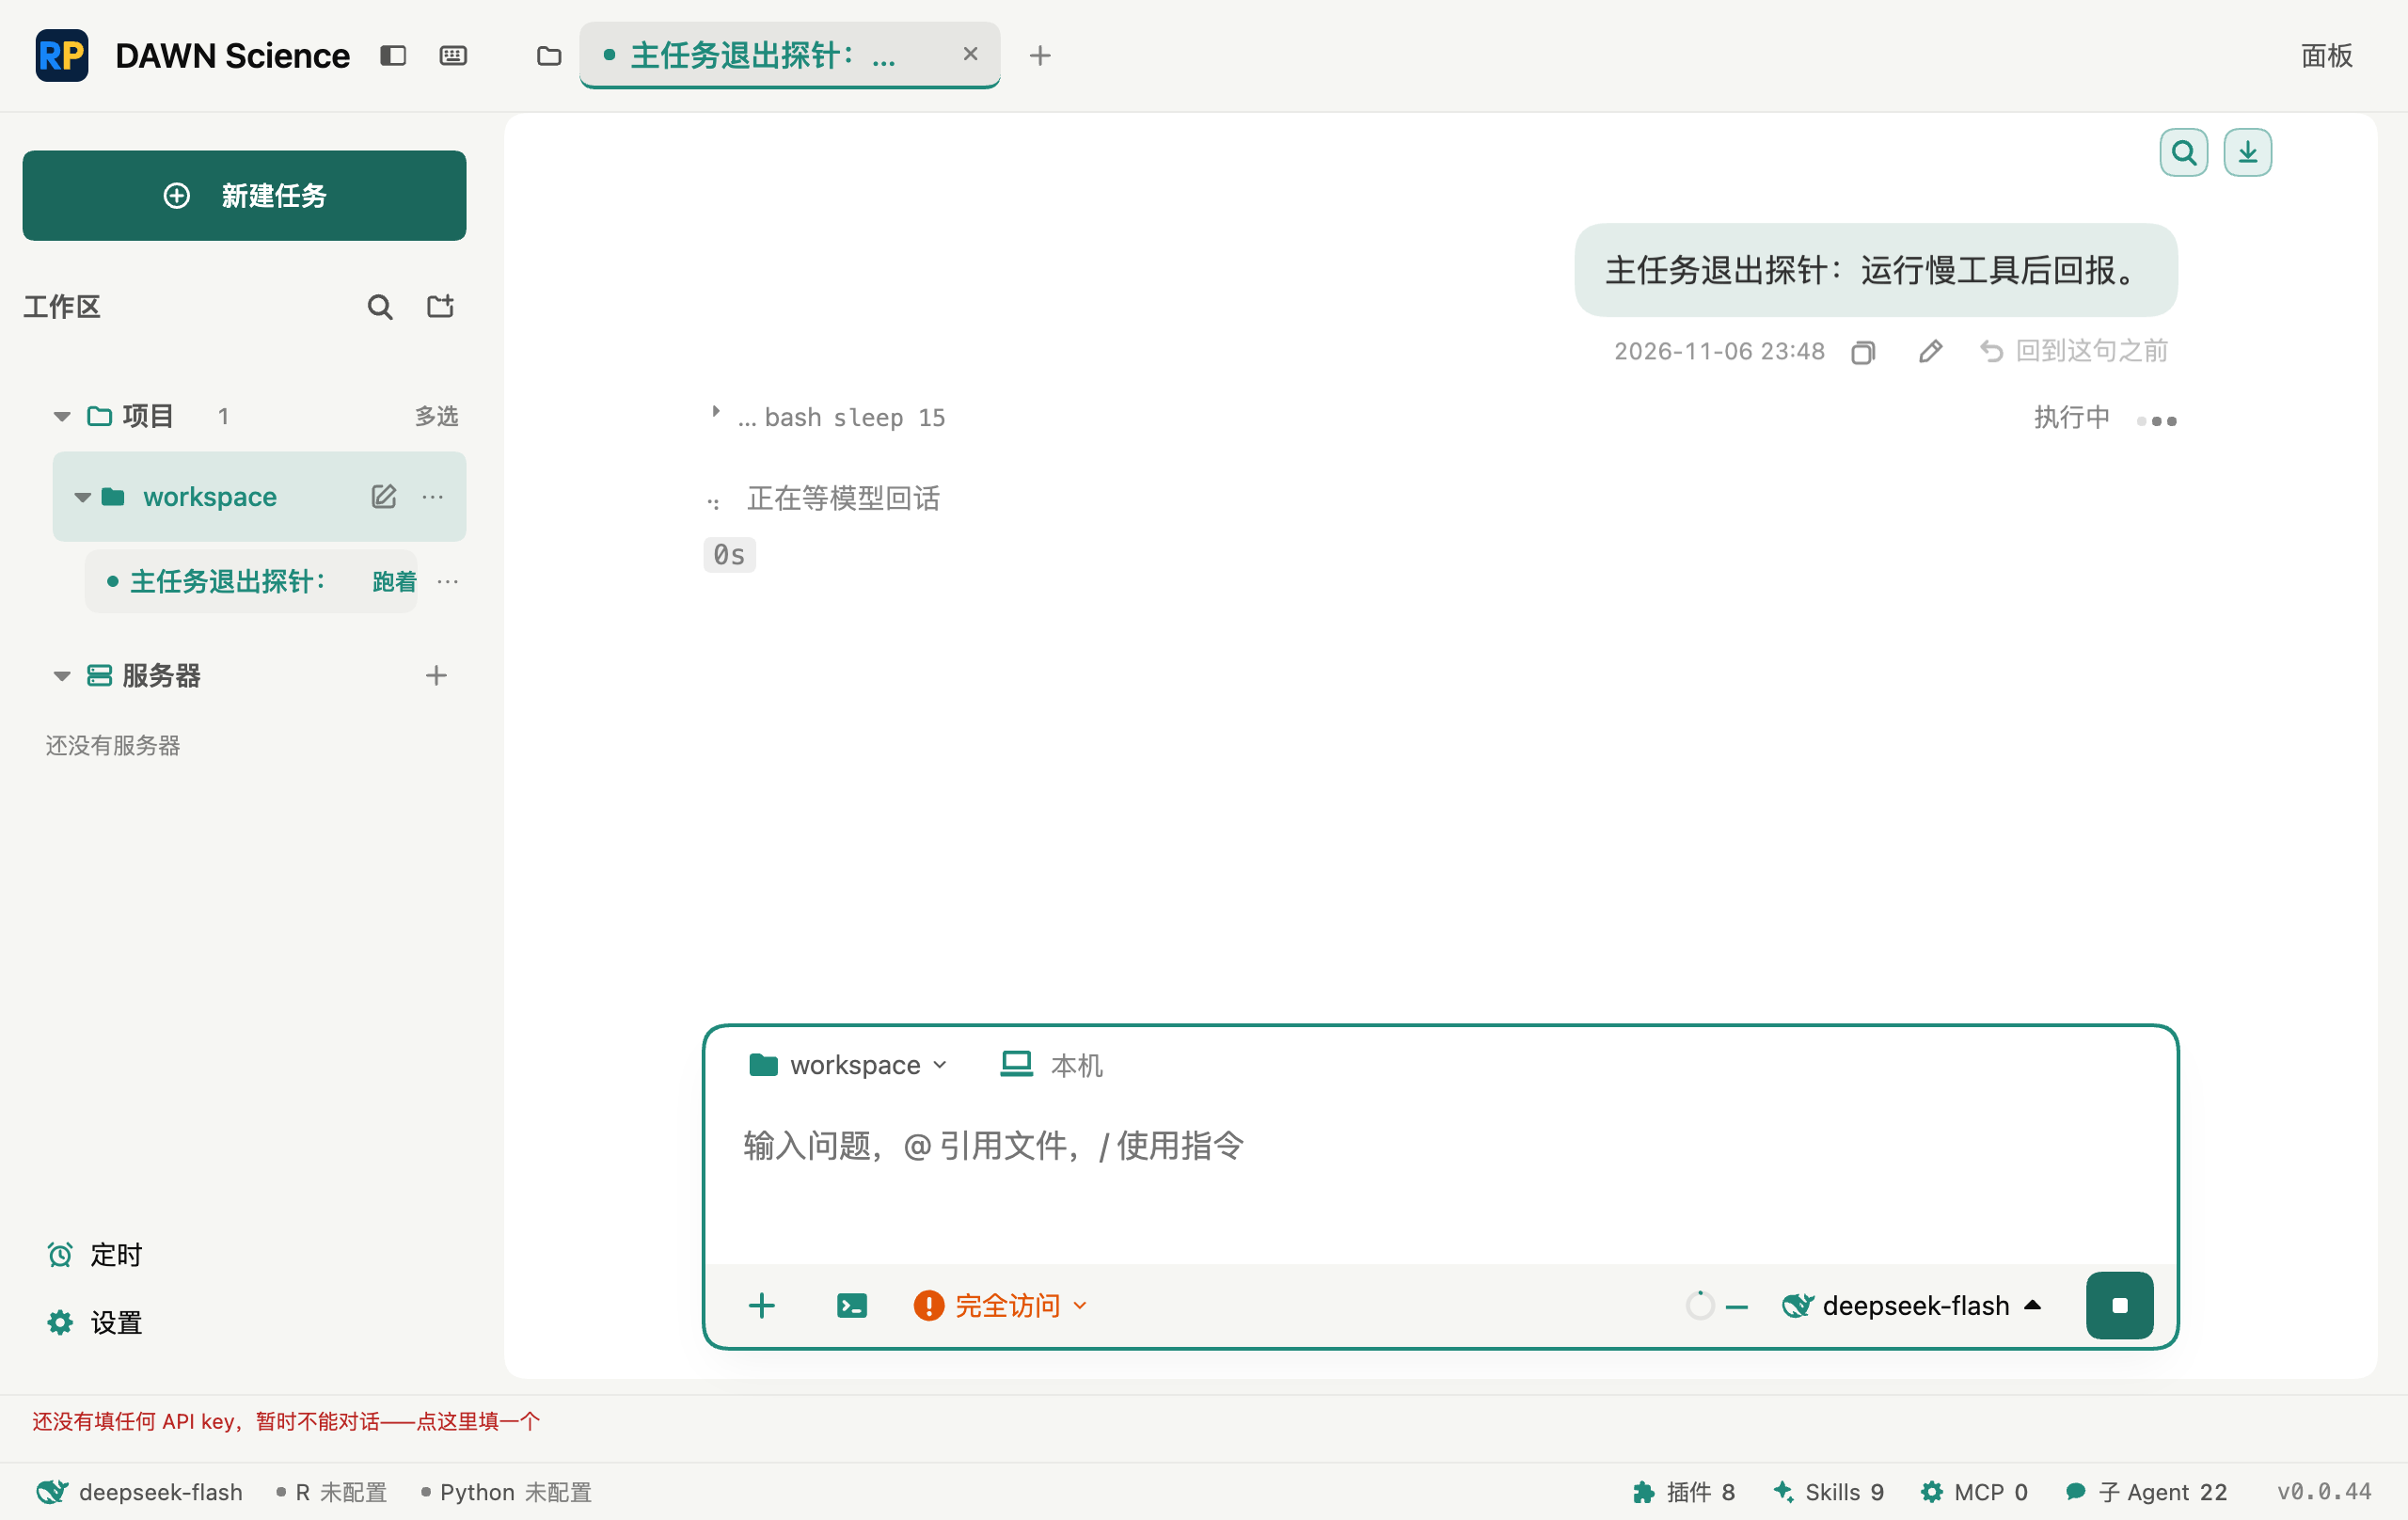 RP DAWN Science
主任务退出探针：...
面板
新建任务
工作区
项目 1 多选
workspace
主任务退出探针： 跑着
服务器
还没有服务器
定时
设置
主任务退出探针：运行慢工具后回报。
2026-11-06 23:48 回到这句之前
... bash sleep 15 执行中
正在等模型回话
0s
workspace 本机
输入问题，@ 引用文件，/ 使用指令
完全访问 deepseek-flash
还没有填任何 API key，暂时不能对话——点这里填一个
deepseek-flash R 未配置 Python 未配置 插件 8 Skills 9 MCP 0 子 Agent 22 v0.0.44